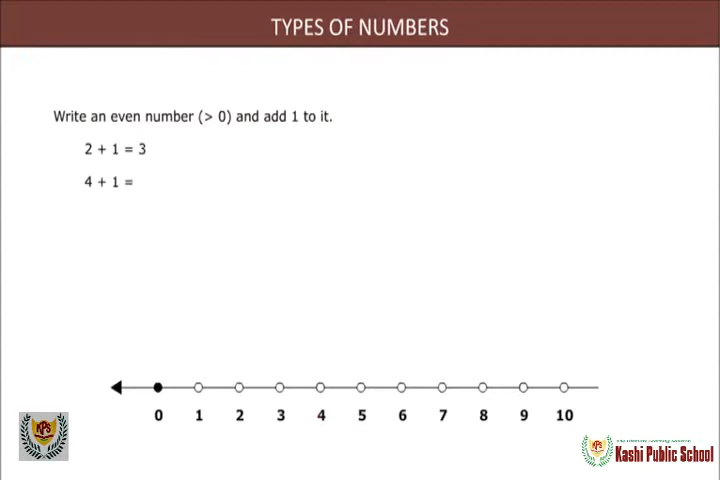 TYPES OF NUMBERS
Write an even number (> 0) and add 1 to it.
2 + 1 = 3
4 + 1 =
0 1 2 3 4 5 6 7 8 9 10
KPS
KPS
Kashi Public School